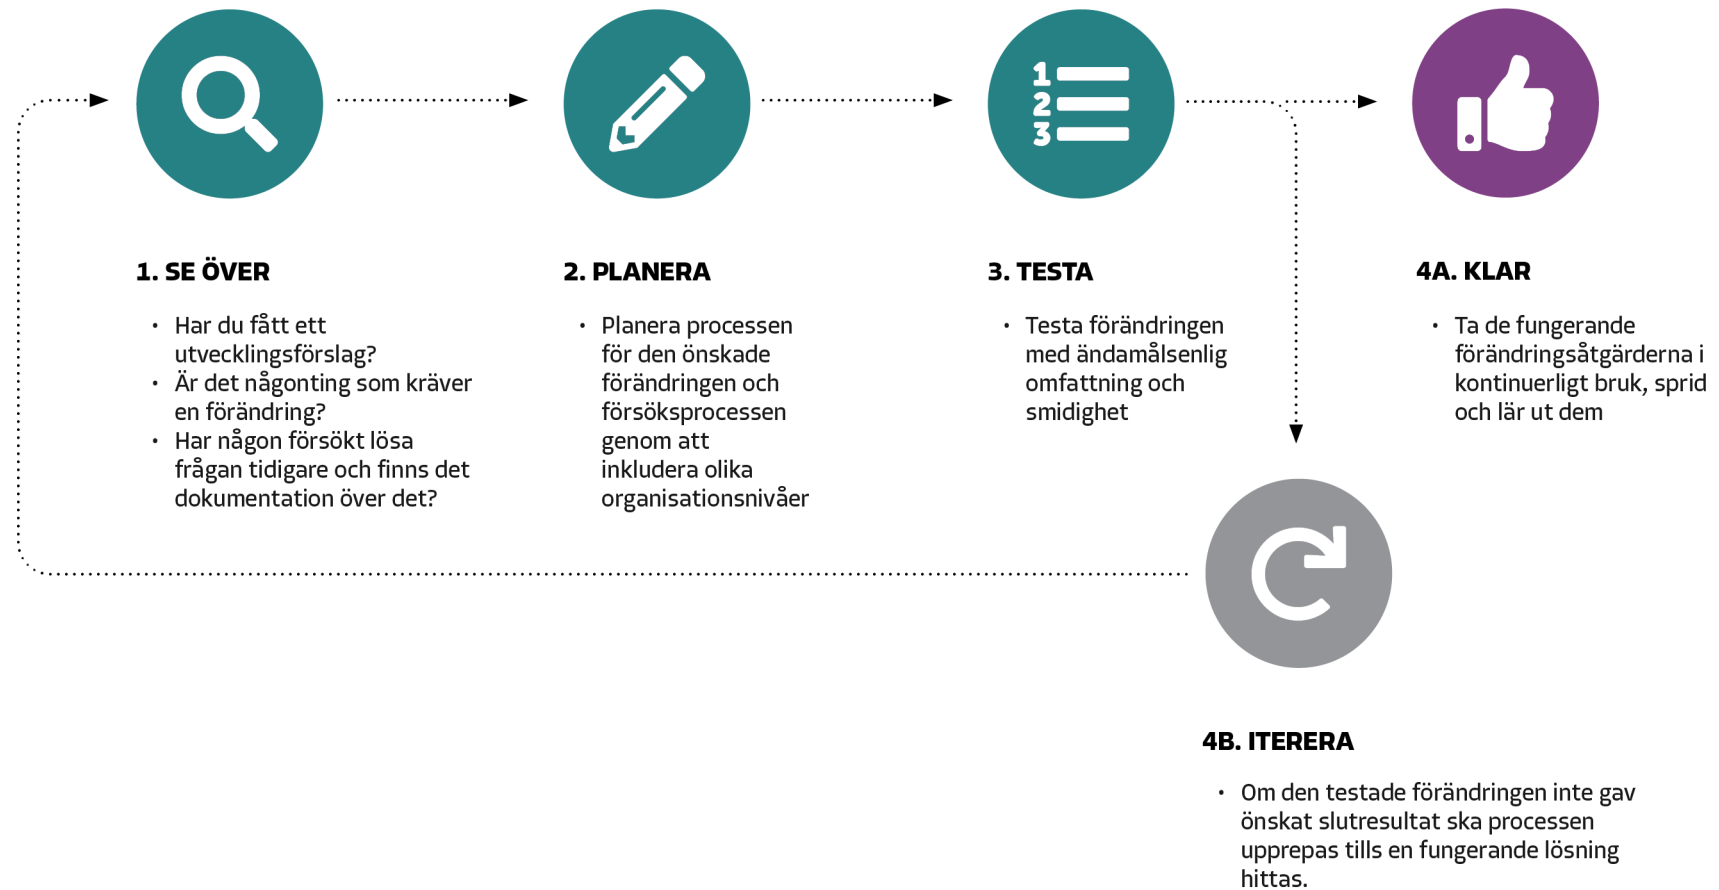 1
2
3
1. SE ÖVER
• Har du fått ett
utvecklingsförslag?
• Är det någonting som kräver
en förändring?
• Har någon försökt lösa
frågan tidigare och finns det
dokumentation över det?
2. PLANERA
• Planera processen
för den önskade
förändringen och
försöksprocessen
genom att
inkludera olika
organisationsnivåer
3. TESTA
• Testa förändringen
med ändamålsenlig
omfattning och
smidighet
4A. KLAR
• Ta de fungerande
förändringsåtgärderna i
kontinuerligt bruk, sprid
och lär ut dem
4B. ITERERA
• Om den testade förändringen inte gav
önskat slutresultat ska processen
upprepas tills en fungerande lösning
hittas.